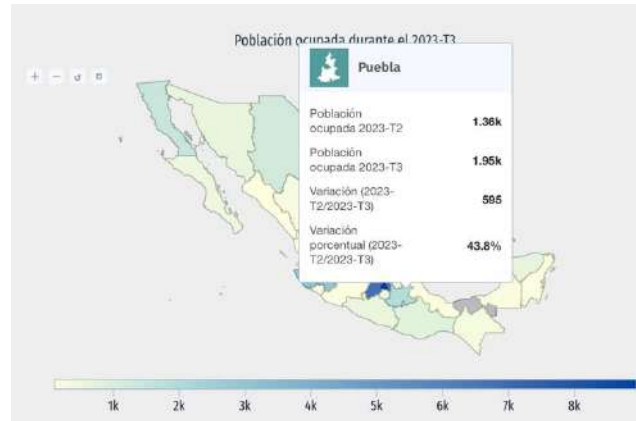 Población ocupada durante el 2023-T3
Puebla
Población
ocupada 2023-T2
1.36k
Población
ocupada 2023-T3
1.95k
Variación (2023-
T2/2023-T3)
595
Variación
porcentual (2023-
T2/2023-T3)
43.8%
1k 2k 3k 4k 5k 6k 7k 8k